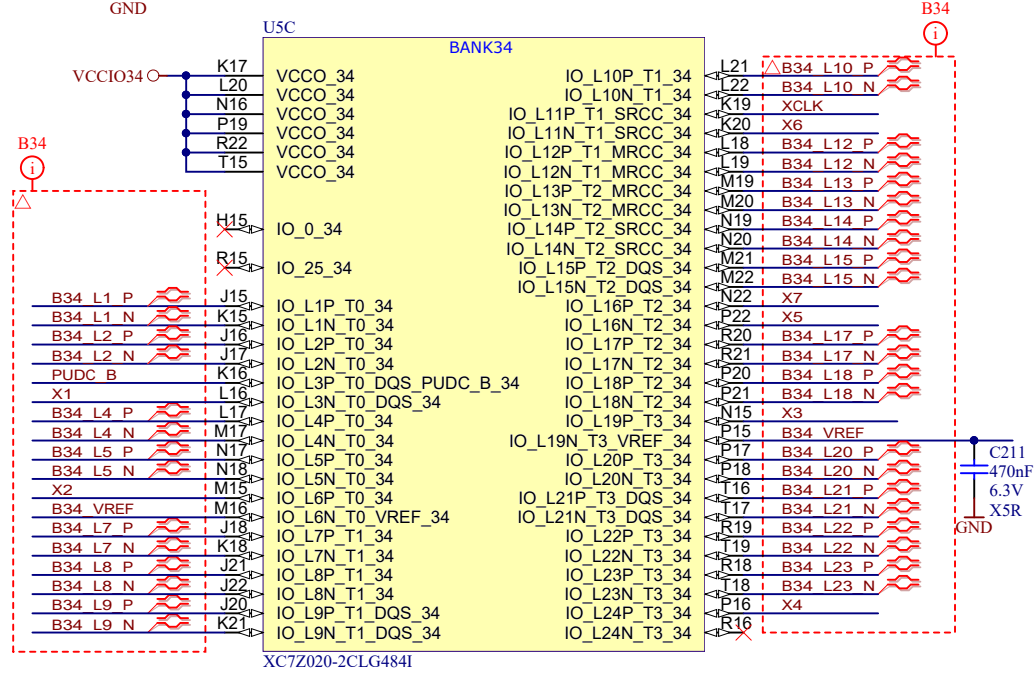 GND
B34
U5C
BANK34
VCCIO34
K17 VCCO_34
L20 VCCO_34
N16 VCCO_34
P19 VCCO_34
R22 VCCO_34
T15 VCCO_34
B34
i
H15 IO_0_34
R15 IO_25_34
B34_L1_P J15 IO_L1P_T0_34
B34_L1_N K15 IO_L1N_T0_34
B34_L2_P J16 IO_L2P_T0_34
B34_L2_N J17 IO_L2N_T0_34
PUDC_B K16 IO_L3P_T0_DQS_PUDC_B_34
X1 L16 IO_L3N_T0_DQS_34
B34_L4_P L17 IO_L4P_T0_34
B34_L4_N M17 IO_L4N_T0_34
B34_L5_P N17 IO_L5P_T0_34
B34_L5_N N18 IO_L5N_T0_34
X2 M15 IO_L6P_T0_34
B34_VREF M16 IO_L6N_T0_VREF_34
B34_L7_P J18 IO_L7P_T1_34
B34_L7_N K18 IO_L7N_T1_34
B34_L8_P J21 IO_L8P_T1_34
B34_L8_N J22 IO_L8N_T1_34
B34_L9_P J20 IO_L9P_T1_DQS_34
B34_L9_N K21 IO_L9N_T1_DQS_34
i
IO_L10P_T1_34 L21 B34_L10_P
IO_L10N_T1_34 L22 B34_L10_N
IO_L11P_T1_SRCC_34 K19 XCLK
IO_L11N_T1_SRCC_34 K20 X6
IO_L12P_T1_MRCC_34 L18 B34_L12_P
IO_L12N_T1_MRCC_34 L19 B34_L12_N
IO_L13P_T2_MRCC_34 M19 B34_L13_P
IO_L13N_T2_MRCC_34 M20 B34_L13_N
IO_L14P_T2_SRCC_34 N19 B34_L14_P
IO_L14N_T2_SRCC_34 N20 B34_L14_N
IO_L15P_T2_DQS_34 M21 B34_L15_P
IO_L15N_T2_DQS_34 M22 B34_L15_N
IO_L16P_T2_34 N22 X7
IO_L16N_T2_34 P22 X5
IO_L17P_T2_34 R20 B34_L17_P
IO_L17N_T2_34 R21 B34_L17_N
IO_L18P_T2_34 P20 B34_L18_P
IO_L18N_T2_34 P21 B34_L18_N
IO_L19P_T3_34 N15 X3
IO_L19N_T3_VREF_34 P15 B34_VREF
IO_L20P_T3_34 P17 B34_L20_P
IO_L20N_T3_34 P18 B34_L20_N
IO_L21P_T3_DQS_34 T16 B34_L21_P
IO_L21N_T3_DQS_34 T17 B34_L21_N
IO_L22P_T3_34 R19 B34_L22_P
IO_L22N_T3_34 T19 B34_L22_N
IO_L23P_T3_34 R18 B34_L23_P
IO_L23N_T3_34 T18 B34_L23_N
IO_L24P_T3_34 P16 X4
IO_L24N_T3_34 R16
C211
470nF
6.3V
X5R
GND
XC7Z020-2CLG484I